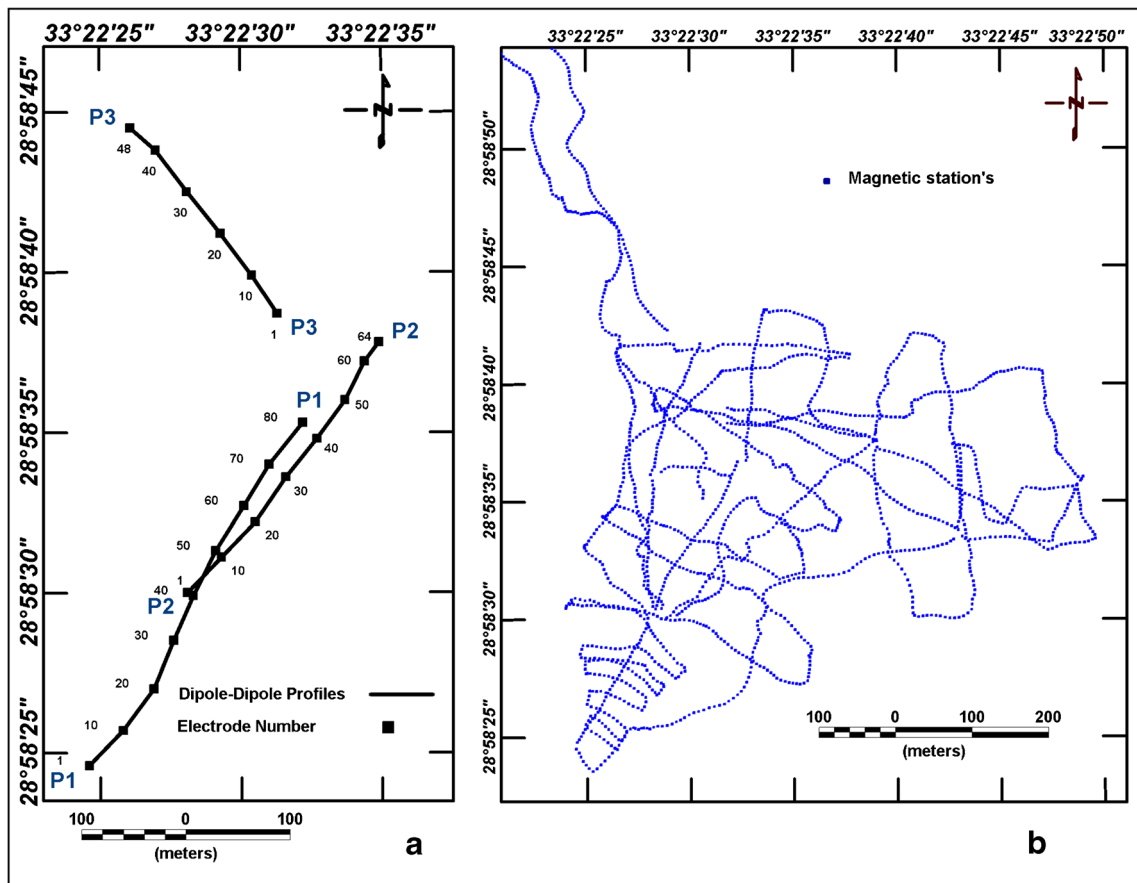 33°22'25" 33°22'30" 33°22'35"
28°58'45"
28°58'40"
28°58'35"
28°58'30"
28°58'25"
N
P3
48
40
30
20
10
1
P3
64
P2
60
50
40
30
20
10
1
P2
P1
80
70
60
50
40
30
20
10
1
P1
Dipole-Dipole Profiles
Electrode Number
100 0 100
(meters)
a
33°22'25" 33°22'30" 33°22'35" 33°22'40" 33°22'45" 33°22'50"
28°58'50"
28°58'45"
28°58'40"
28°58'35"
28°58'30"
28°58'25"
N
Magnetic station's
100 0 100 200
(meters)
b